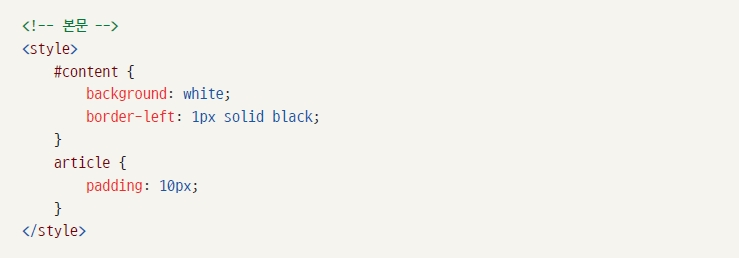 <!-- 본문 -->
<style>
    #content {
        background: white;
        border-left: 1px solid black;
    }
    article {
        padding: 10px;
    }
</style>